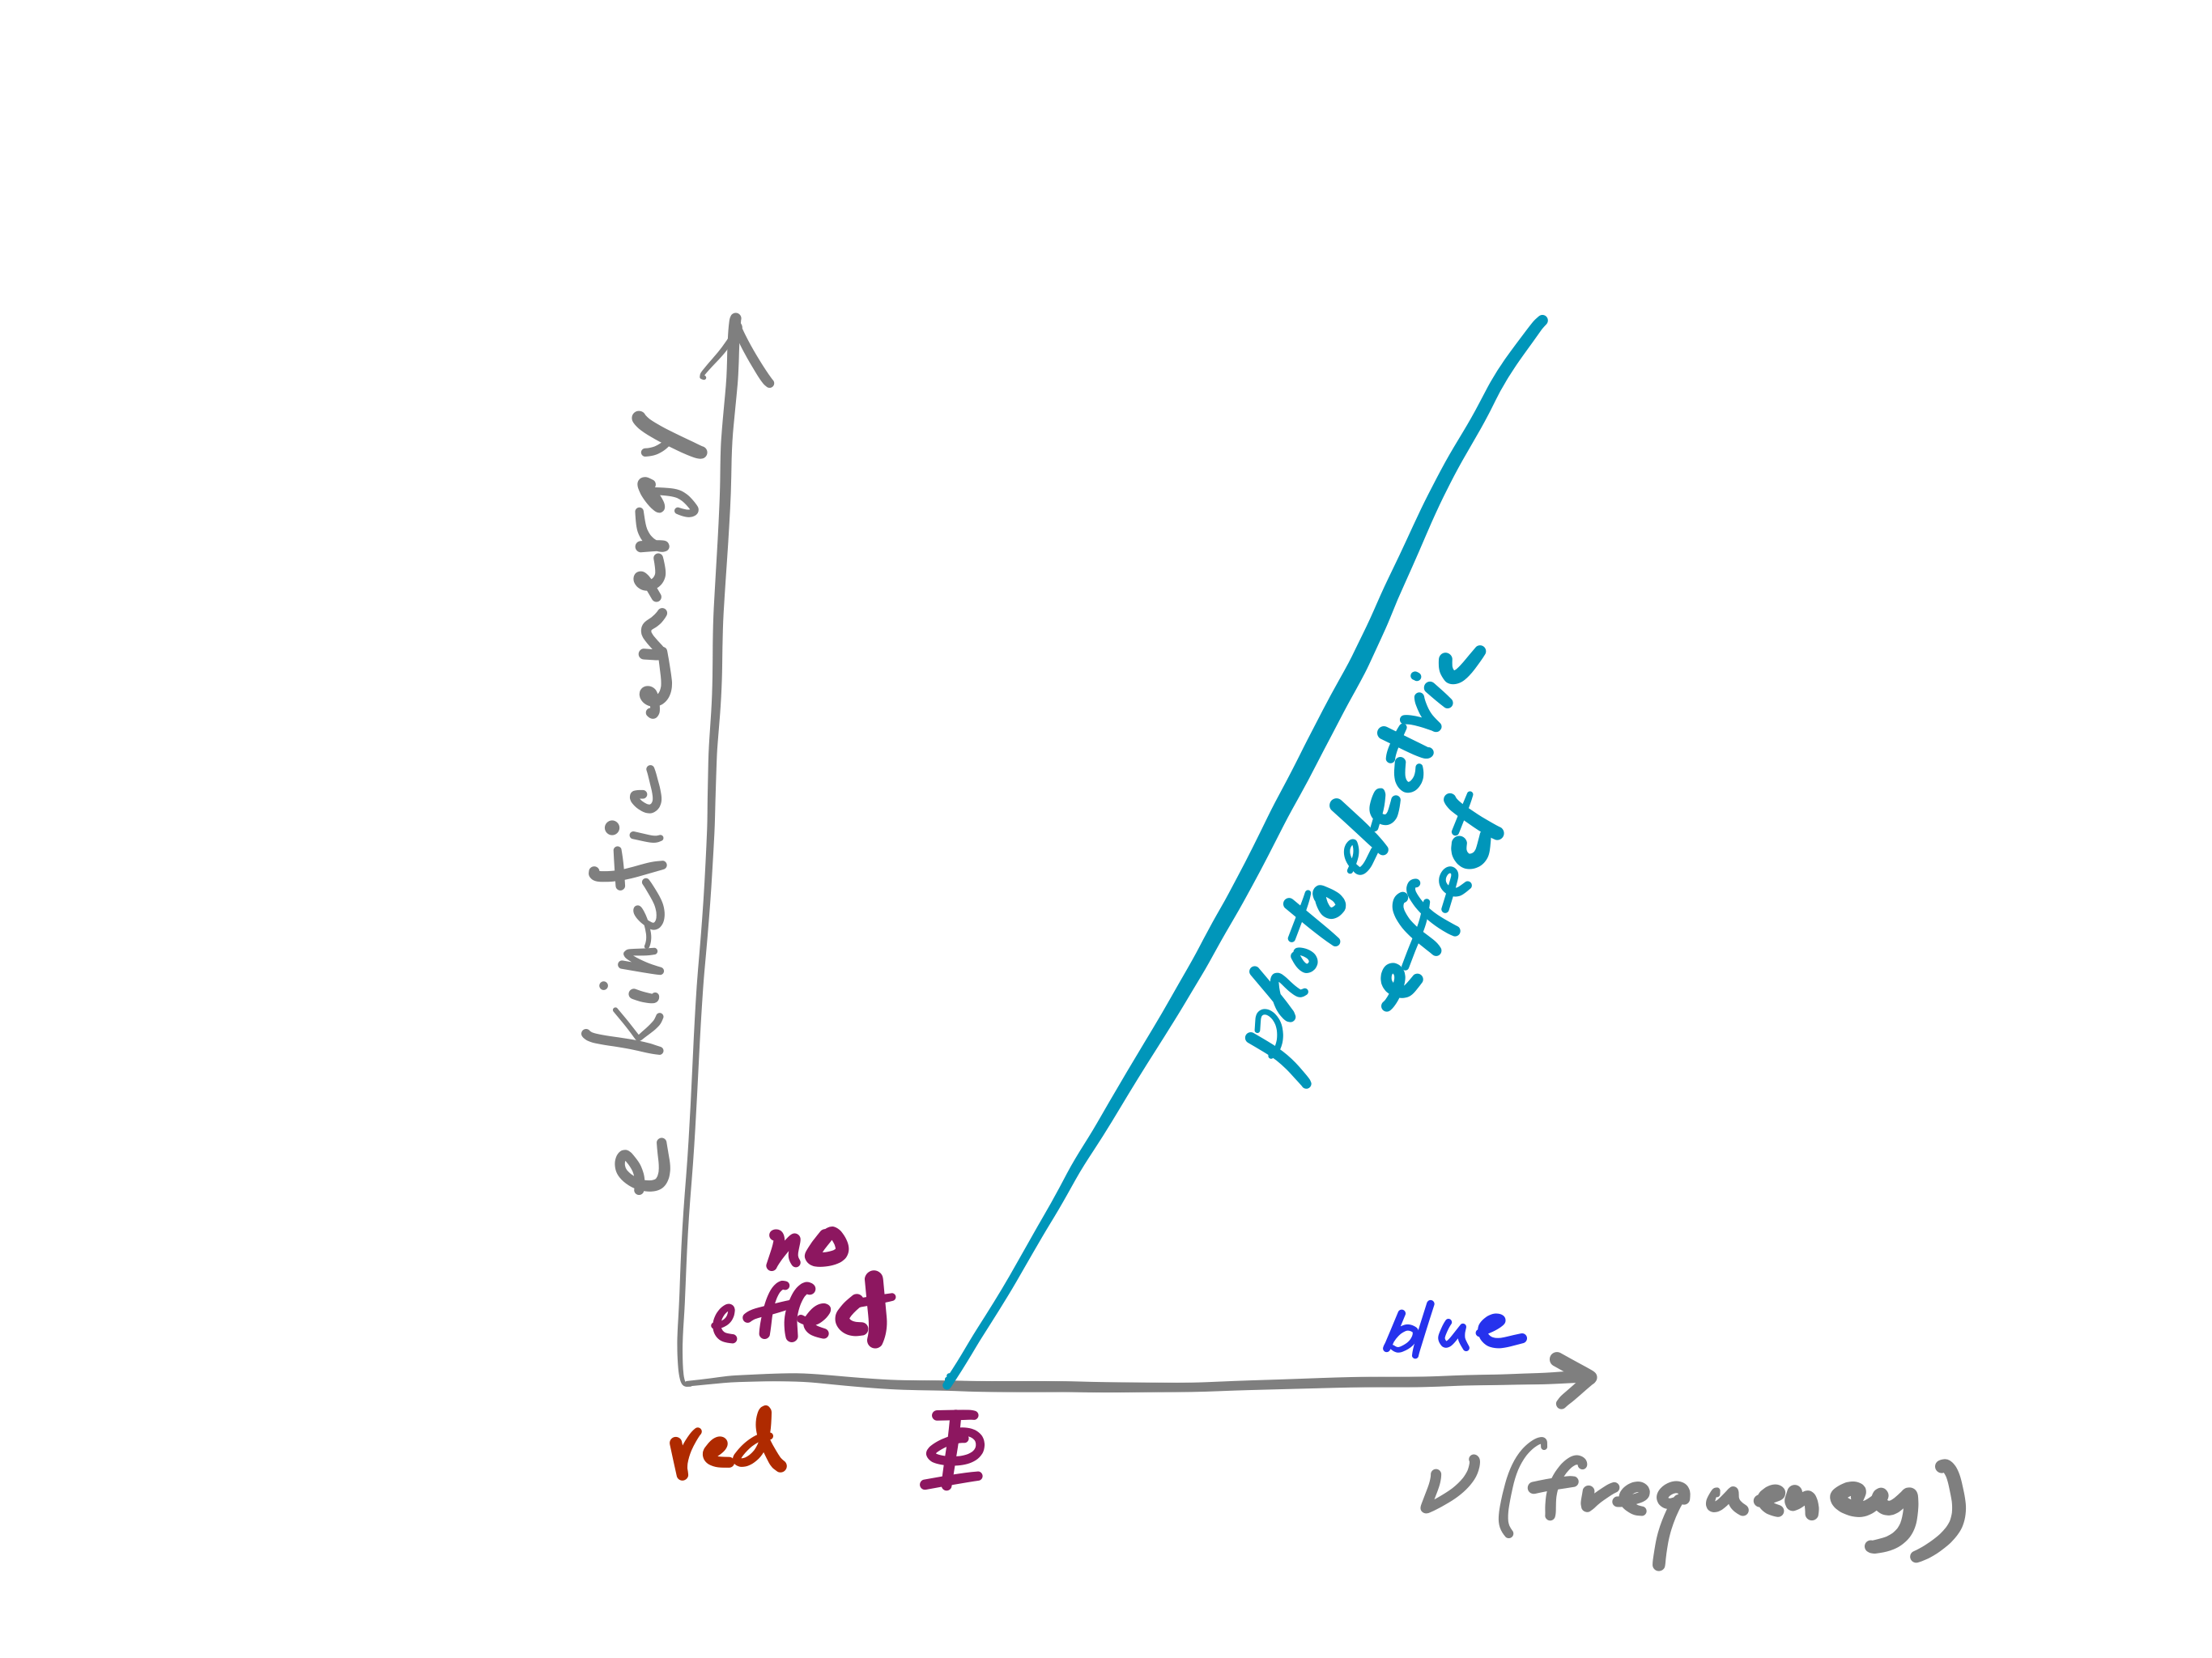 e kinetic energy
photoelectric
effect
no
effect
blue
red
Φ
ν (frequency)